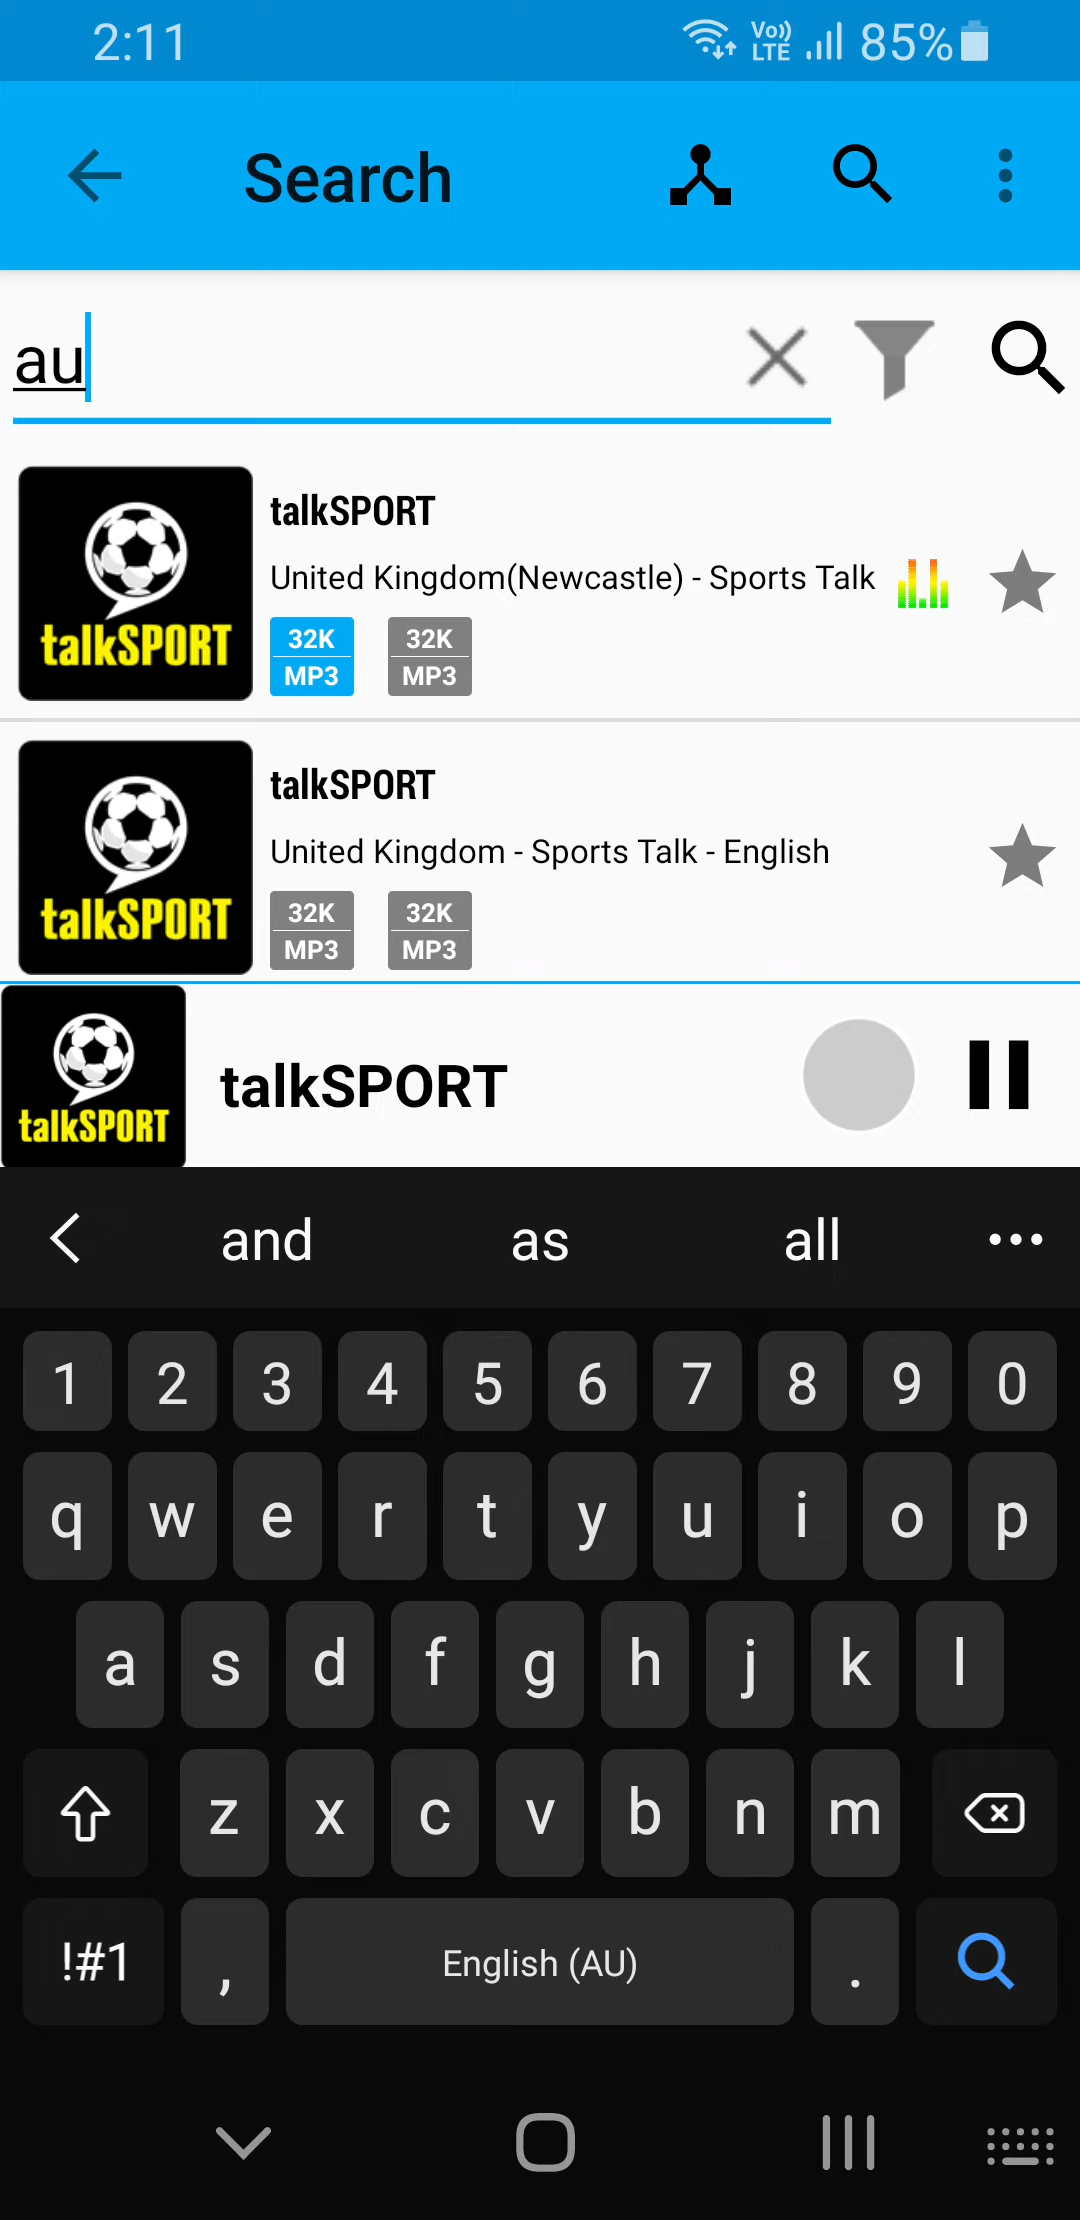 2:11
Vo)) LTE 85%
Search
au
talkSPORT
talkSPORT
United Kingdom(Newcastle) - Sports Talk
32K
MP3
32K
MP3
talkSPORT
talkSPORT
United Kingdom - Sports Talk - English
32K
MP3
32K
MP3
talkSPORT
talkSPORT
and as all
1 2 3 4 5 6 7 8 9 0
q w e r t y u i o p
a s d f g h j k l
z x c v b n m
!#1 , English (AU) .